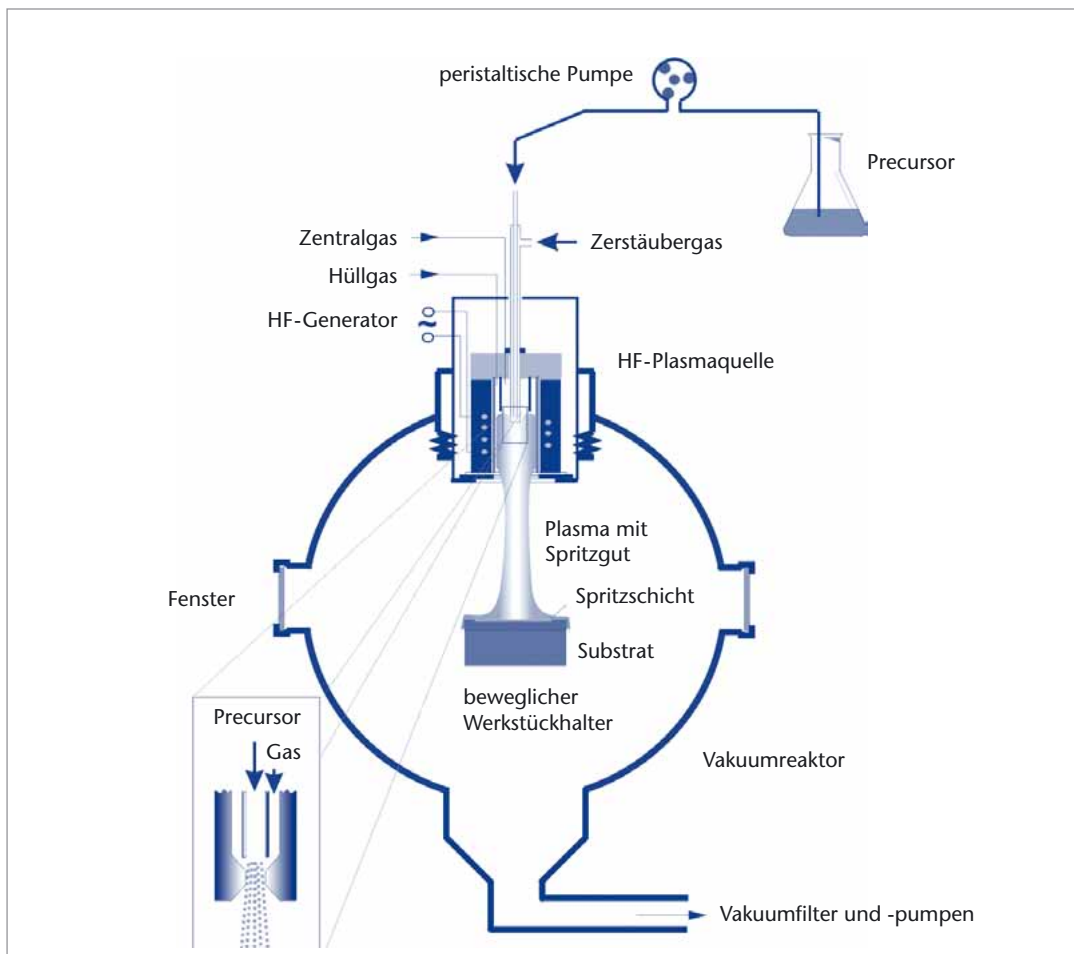 peristaltische Pumpe
Precursor
Zentralgas
Zerstäubergas
Hüllgas
HF-Generator
HF-Plasmaquelle
Plasma mit
Spritzgut
Fenster
Spritzschicht
Substrat
beweglicher
Werkstückhalter
Precursor
Gas
Vakuumreaktor
Vakuumfilter und -pumpen